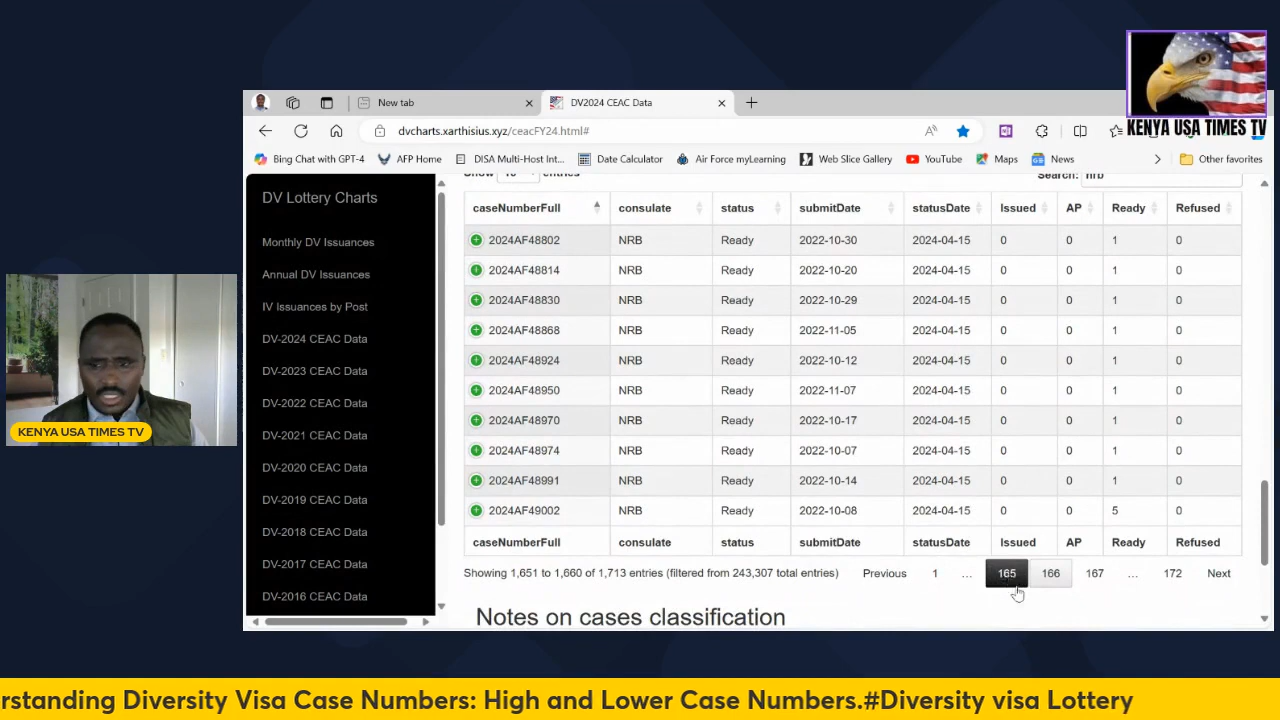 KENYA USA TIMES TV
New tab
DV2024 CEAC Data
dvcharts.xarthisius.xyz/ceacFY24.html#
Bing Chat with GPT-4 AFP Home DISA Multi-Host Int... Date Calculator Air Force myLearning Web Slice Gallery YouTube Maps News Other favorites
DV Lottery Charts
Monthly DV Issuances
Annual DV Issuances
IV Issuances by Post
DV-2024 CEAC Data
DV-2023 CEAC Data
DV-2022 CEAC Data
DV-2021 CEAC Data
DV-2020 CEAC Data
DV-2019 CEAC Data
DV-2018 CEAC Data
DV-2017 CEAC Data
DV-2016 CEAC Data
Show 10 entries Search: nrb
caseNumberFull consulate status submitDate statusDate Issued AP Ready Refused
2024AF48802 NRB Ready 2022-10-30 2024-04-15 0 0 1 0
2024AF48814 NRB Ready 2022-10-20 2024-04-15 0 0 1 0
2024AF48830 NRB Ready 2022-10-29 2024-04-15 0 0 1 0
2024AF48868 NRB Ready 2022-11-05 2024-04-15 0 0 1 0
2024AF48924 NRB Ready 2022-10-12 2024-04-15 0 0 1 0
2024AF48950 NRB Ready 2022-11-07 2024-04-15 0 0 1 0
2024AF48970 NRB Ready 2022-10-17 2024-04-15 0 0 1 0
2024AF48974 NRB Ready 2022-10-07 2024-04-15 0 0 1 0
2024AF48991 NRB Ready 2022-10-14 2024-04-15 0 0 1 0
2024AF49002 NRB Ready 2022-10-08 2024-04-15 0 0 5 0
caseNumberFull consulate status submitDate statusDate Issued AP Ready Refused
Showing 1,651 to 1,660 of 1,713 entries (filtered from 243,307 total entries) Previous 1 ... 165 166 167 ... 172 Next
Notes on cases classification
KENYA USA TIMES TV
rstanding Diversity Visa Case Numbers: High and Lower Case Numbers.#Diversity visa Lottery